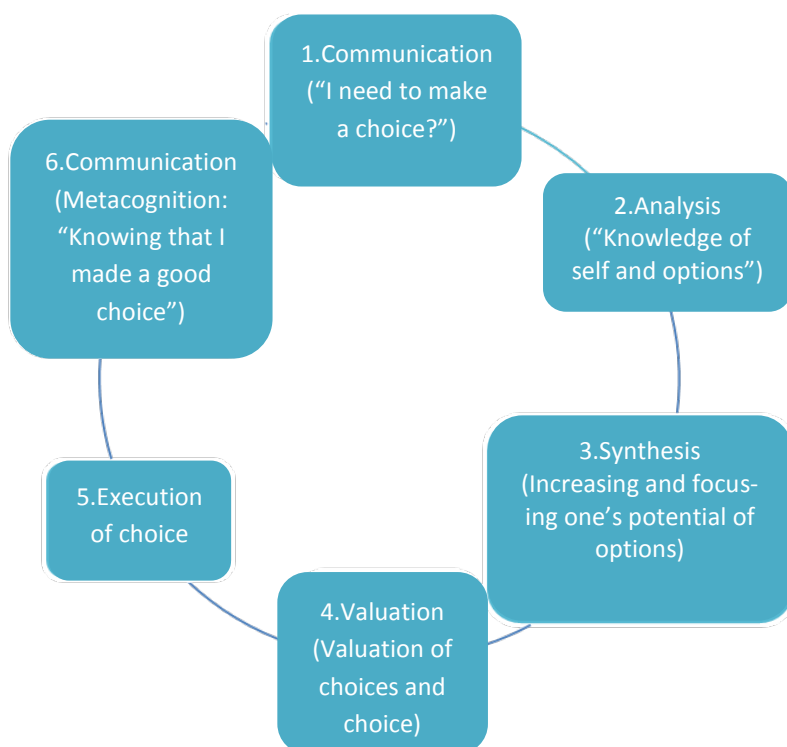 1.Communication
(“I need to make
a choice?”)
2.Analysis
(“Knowledge of
self and options”)
3.Synthesis
(Increasing and focus-
ing one’s potential of
options)
4.Valuation
(Valuation of
choices and
choice)
5.Execution
of choice
6.Communication
(Metacognition:
“Knowing that I
made a good
choice”)